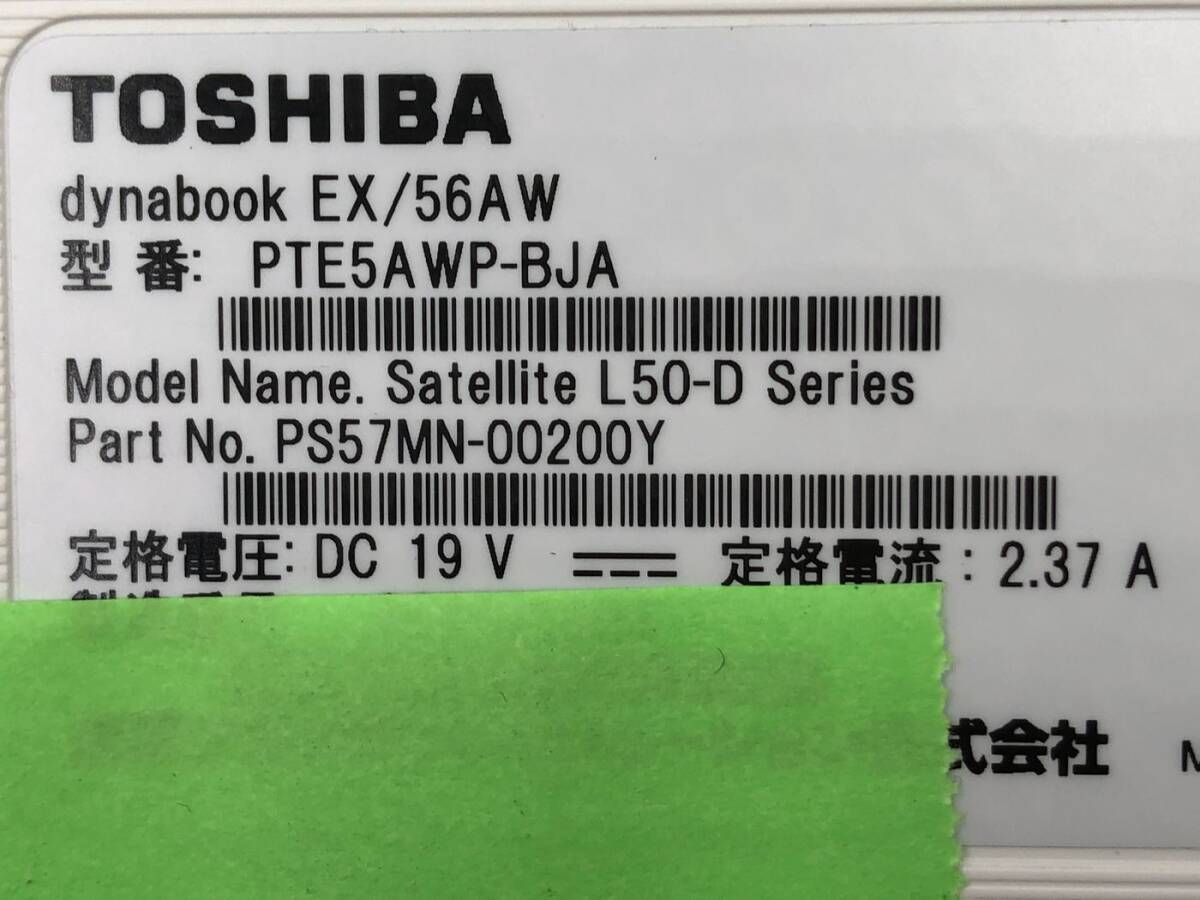 TOSHIBA
dynabook EX/56AW
型 番: PTE5AWP-BJA
Model Name. Satellite L50-D Series
Part No. PS57MN-00200Y
定格電圧: DC 19 V ⎓ 定格電流 : 2.37 A
式会社